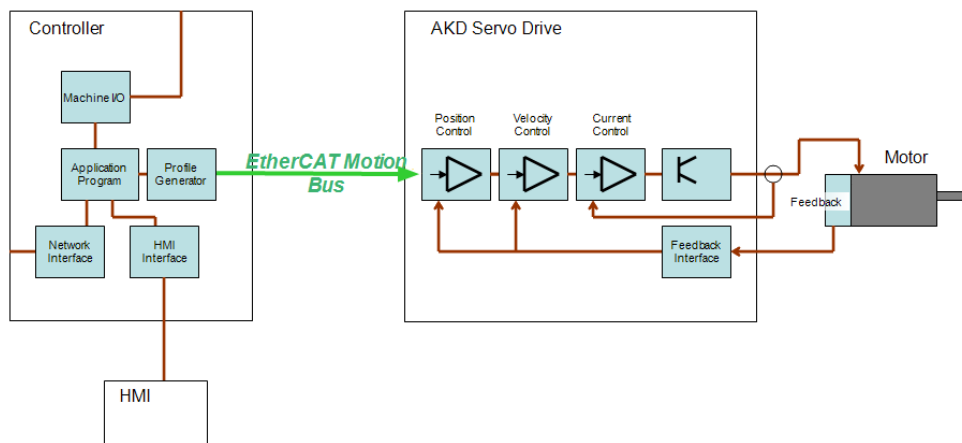 Controller
Machine I/O
Application
Program
Profile
Generator
Network
Interface
HMI
Interface
HMI
EtherCAT Motion
Bus
AKD Servo Drive
Position
Control
Velocity
Control
Current
Control
Feedback
Interface
Motor
Feedback